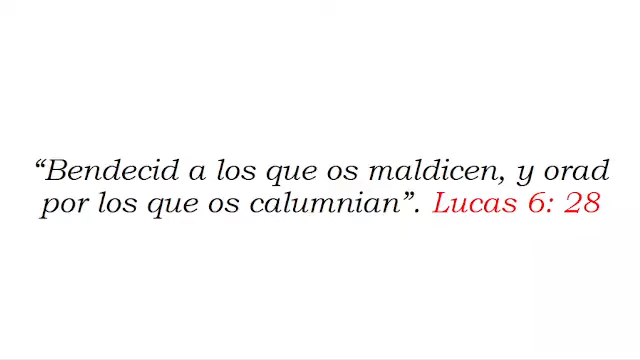 “Bendecid a los que os maldicen, y orad
por los que os calumnian”. Lucas 6: 28